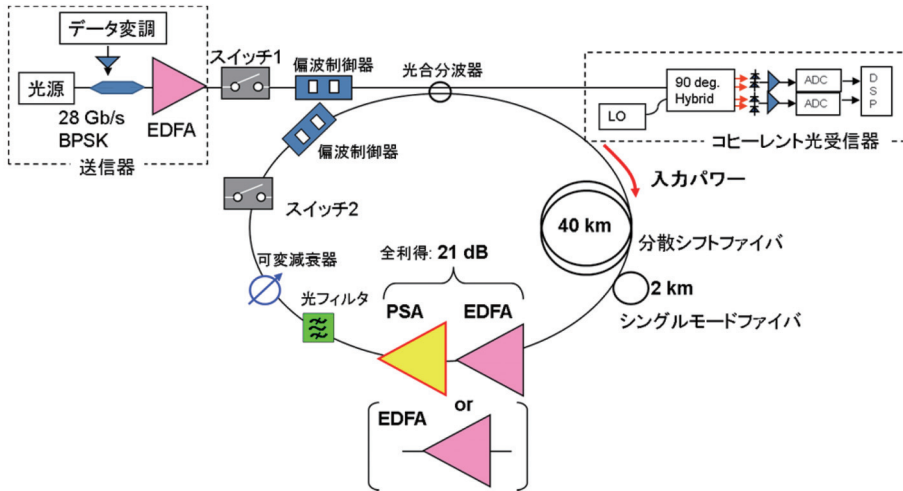 データ変調
光源
28 Gb/s
BPSK
EDFA
送信器
スイッチ1
偏波制御器
偏波制御器
光合分波器
90 deg.
Hybrid
LO
ADC
ADC
D
S
P
コヒーレント光受信器
入力パワー
スイッチ2
40 km
分散シフトファイバ
2 km
シングルモードファイバ
可変減衰器
光フィルタ
全利得: 21 dB
PSA
EDFA
or
EDFA